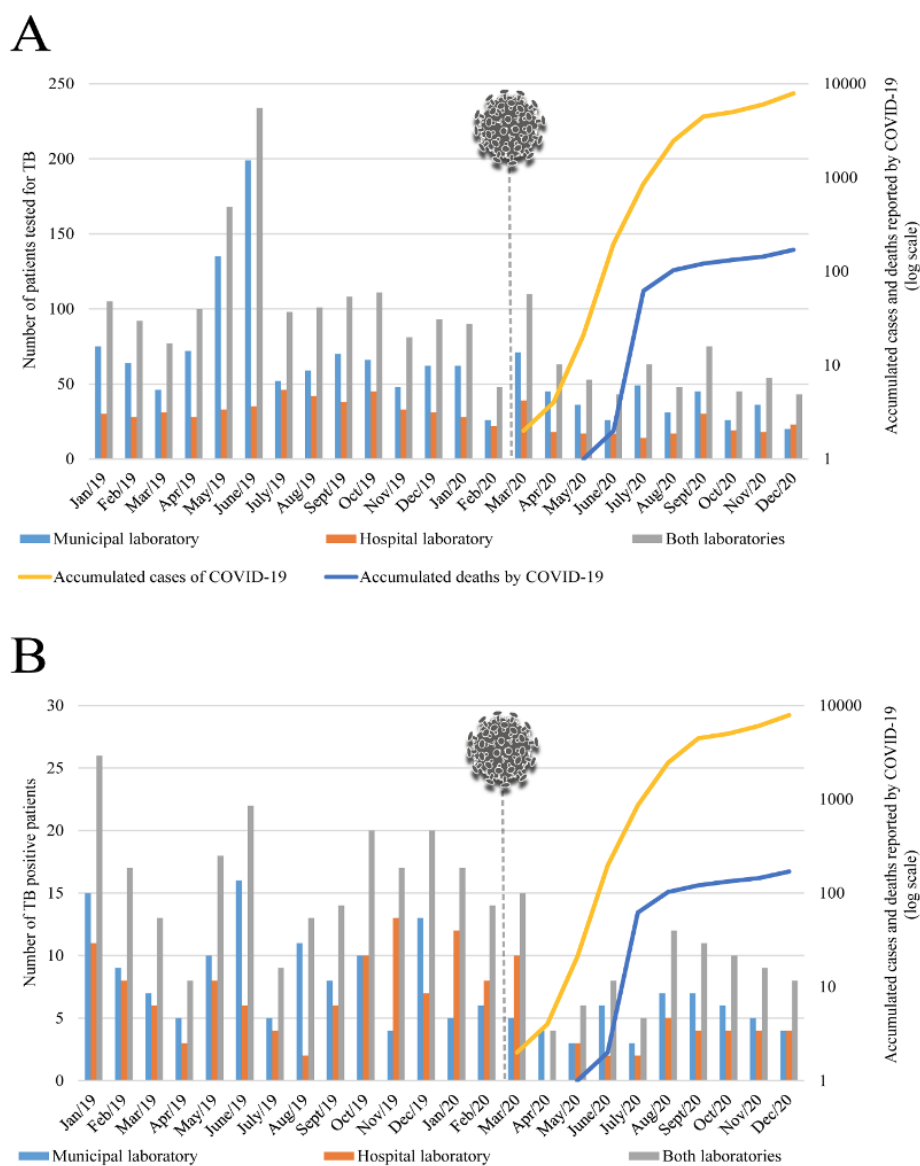 A
Number of patients tested for TB
250
200
150
100
50
0
10000
1000
100
10
1
Accumulated cases and deaths reported by COVID-19
(log scale)
Jan/19
Feb/19
Mar/19
Apr/19
May/19
June/19
July/19
Aug/19
Sept/19
Oct/19
Nov/19
Dec/19
Jan/20
Feb/20
Mar/20
Apr/20
May/20
June/20
July/20
Aug/20
Sept/20
Oct/20
Nov/20
Dec/20
Municipal laboratory
Hospital laboratory
Both laboratories
Accumulated cases of COVID-19
Accumulated deaths by COVID-19
B
Number of TB positive patients
30
25
20
15
10
5
0
10000
1000
100
10
1
Accumulated cases and deaths reported by COVID-19
(log scale)
Jan/19
Feb/19
Mar/19
Apr/19
May/19
June/19
July/19
Aug/19
Sept/19
Oct/19
Nov/19
Dec/19
Jan/20
Feb/20
Mar/20
Apr/20
May/20
June/20
July/20
Aug/20
Sept/20
Oct/20
Nov/20
Dec/20
Municipal laboratory
Hospital laboratory
Both laboratories